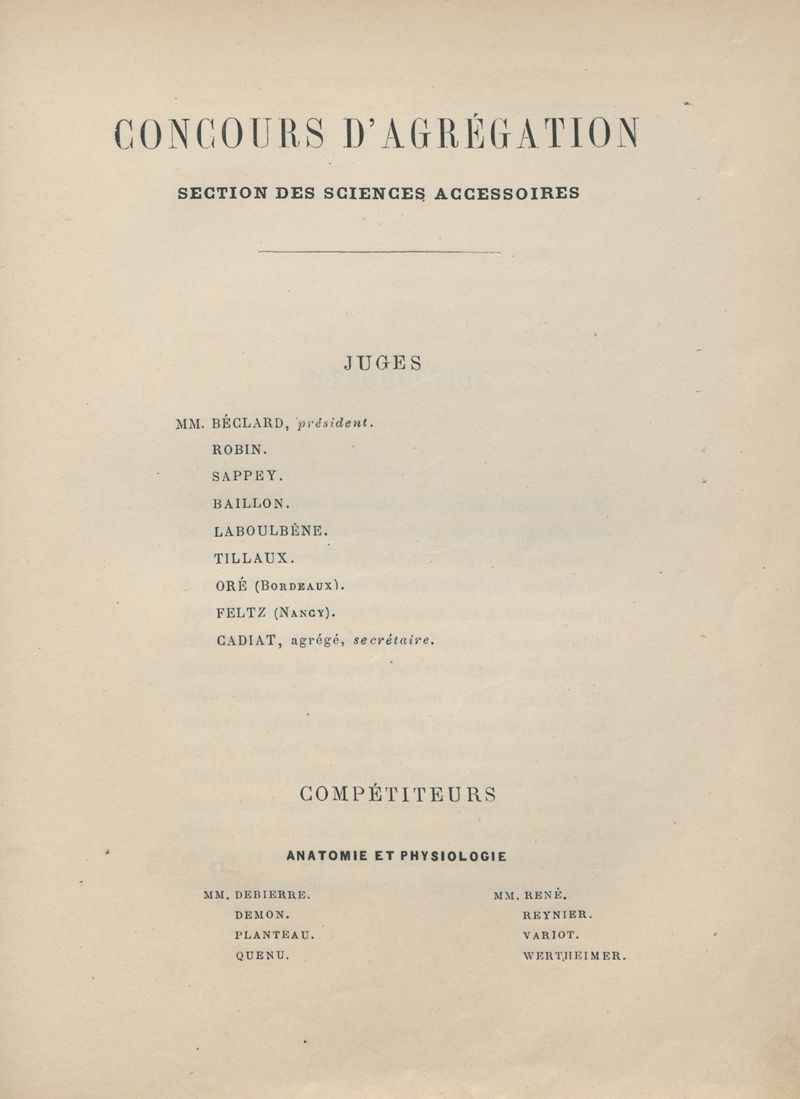 CONCOURS D'AGRÉGATION
SECTION DES SCIENCES ACCESSOIRES
JUGES
MM. BÉCLARD, président.
ROBIN.
SAPPEY.
BAILLON.
LABOULBÈNE.
TILLAUX.
ORÉ (BORDEAUX).
FELTZ (NANCY).
CADIAT, agrégé, secrétaire.
COMPÉTITEURS
ANATOMIE ET PHYSIOLOGIE
MM. DEBIERRE.
DEMON.
PLANTEAU.
QUENU.
MM. RENÉ.
REYNIER.
VARIOT.
WERTHEIMER.